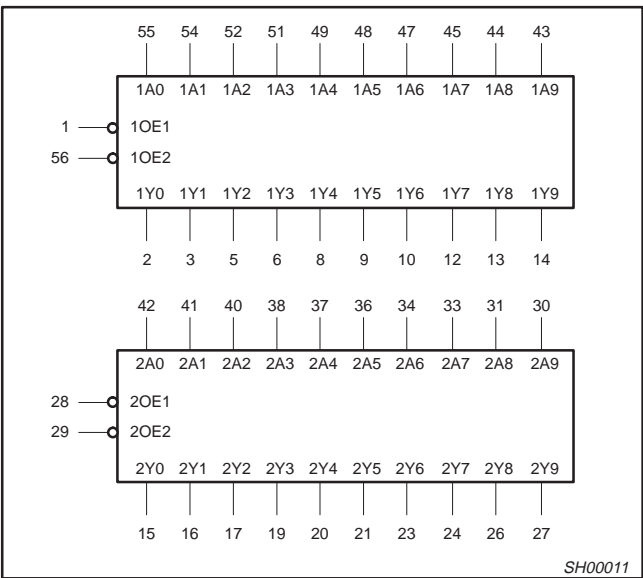 55 54 52 51 49 48 47 45 44 43
1A0 1A1 1A2 1A3 1A4 1A5 1A6 1A7 1A8 1A9
1 1OE1
56 1OE2
1Y0 1Y1 1Y2 1Y3 1Y4 1Y5 1Y6 1Y7 1Y8 1Y9
2 3 5 6 8 9 10 12 13 14
42 41 40 38 37 36 34 33 31 30
2A0 2A1 2A2 2A3 2A4 2A5 2A6 2A7 2A8 2A9
28 2OE1
29 2OE2
2Y0 2Y1 2Y2 2Y3 2Y4 2Y5 2Y6 2Y7 2Y8 2Y9
15 16 17 19 20 21 23 24 26 27
SH00011